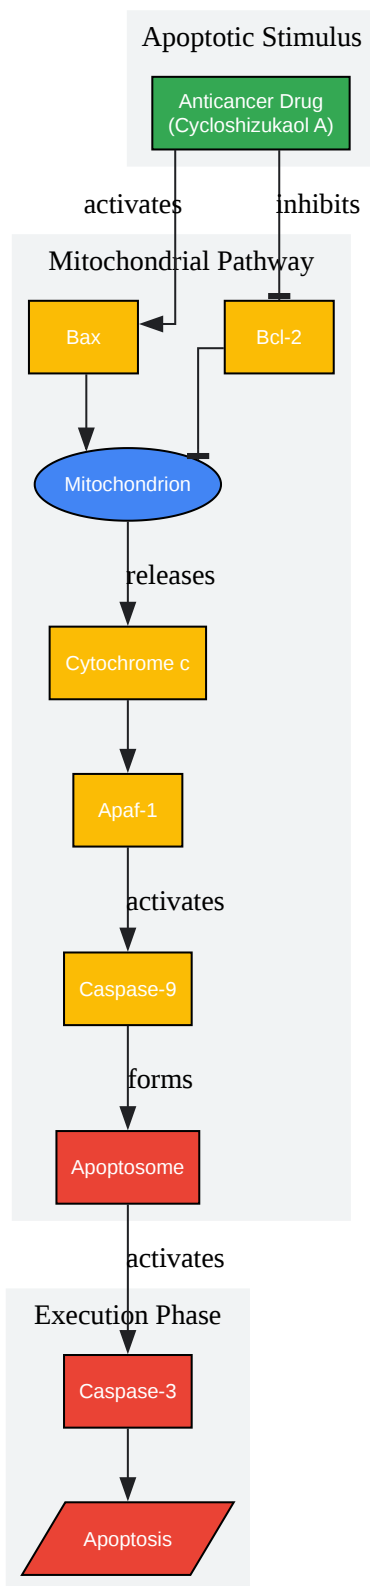 Apoptotic Stimulus
Anticancer Drug
(Cycloshizukaol A)
activates
inhibits
Mitochondrial Pathway
Bax
Bcl-2
Mitochondrion
releases
Cytochrome c
Apaf-1
activates
Caspase-9
forms
Apoptosome
activates
Execution Phase
Caspase-3
Apoptosis